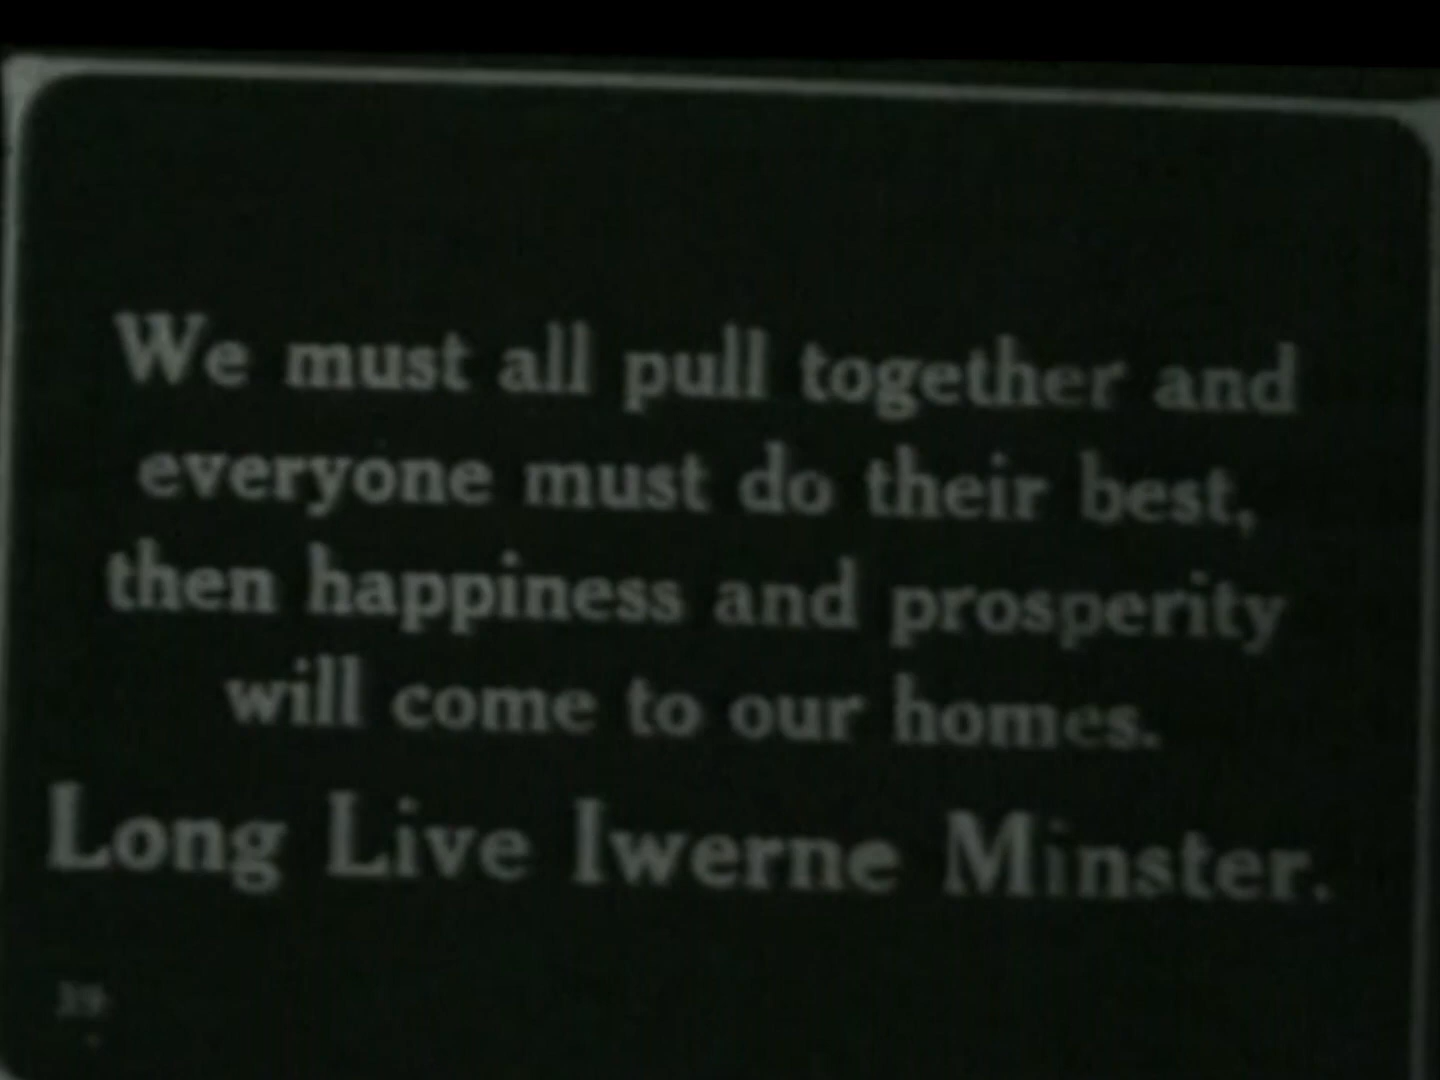 We must all pull together and
everyone must do their best,
then happiness and prosperity
will come to our homes.
Long Live Iwerne Minster.
39